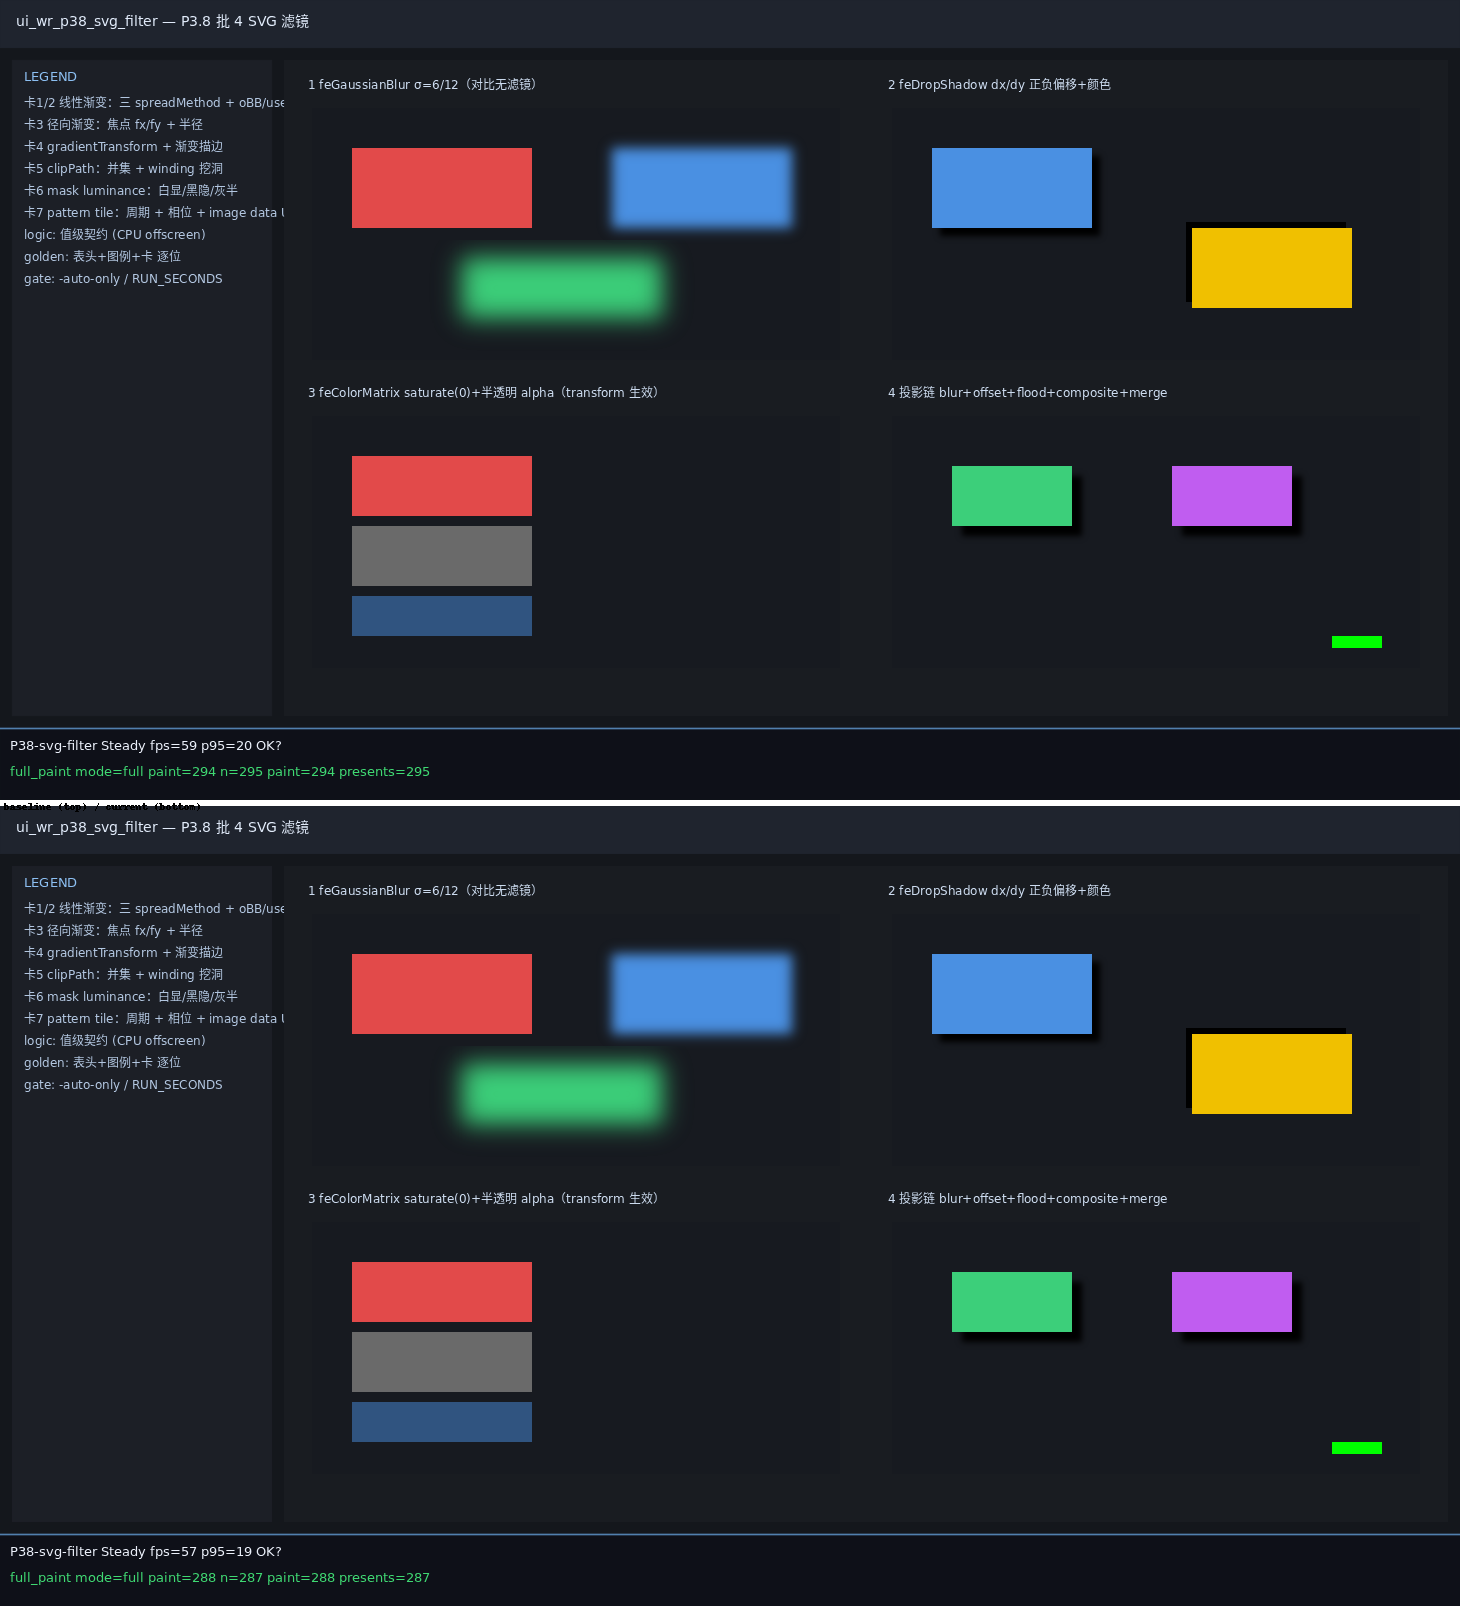 ui_wr_p38_svg_filter — P3.8 批 4 SVG 滤镜
LEGEND
卡1/2 线性渐变：三 spreadMethod + oBB/use
卡3 径向渐变：焦点 fx/fy + 半径
卡4 gradientTransform + 渐变描边
卡5 clipPath：并集 + winding 挖洞
卡6 mask luminance：白显/黑隐/灰半
卡7 pattern tile：周期 + 相位 + image data U
logic: 值级契约 (CPU offscreen)
golden: 表头+图例+卡 逐位
gate: -auto-only / RUN_SECONDS
1 feGaussianBlur σ=6/12（对比无滤镜）
2 feDropShadow dx/dy 正负偏移+颜色
3 feColorMatrix saturate(0)+半透明 alpha（transform 生效）
4 投影链 blur+offset+flood+composite+merge
P38-svg-filter Steady fps=59 p95=20 OK?
full_paint mode=full paint=294 n=295 paint=294 presents=295
baseline (top) / current (bottom)
ui_wr_p38_svg_filter — P3.8 批 4 SVG 滤镜
LEGEND
卡1/2 线性渐变：三 spreadMethod + oBB/use
卡3 径向渐变：焦点 fx/fy + 半径
卡4 gradientTransform + 渐变描边
卡5 clipPath：并集 + winding 挖洞
卡6 mask luminance：白显/黑隐/灰半
卡7 pattern tile：周期 + 相位 + image data U
logic: 值级契约 (CPU offscreen)
golden: 表头+图例+卡 逐位
gate: -auto-only / RUN_SECONDS
1 feGaussianBlur σ=6/12（对比无滤镜）
2 feDropShadow dx/dy 正负偏移+颜色
3 feColorMatrix saturate(0)+半透明 alpha（transform 生效）
4 投影链 blur+offset+flood+composite+merge
P38-svg-filter Steady fps=57 p95=19 OK?
full_paint mode=full paint=288 n=287 paint=288 presents=287